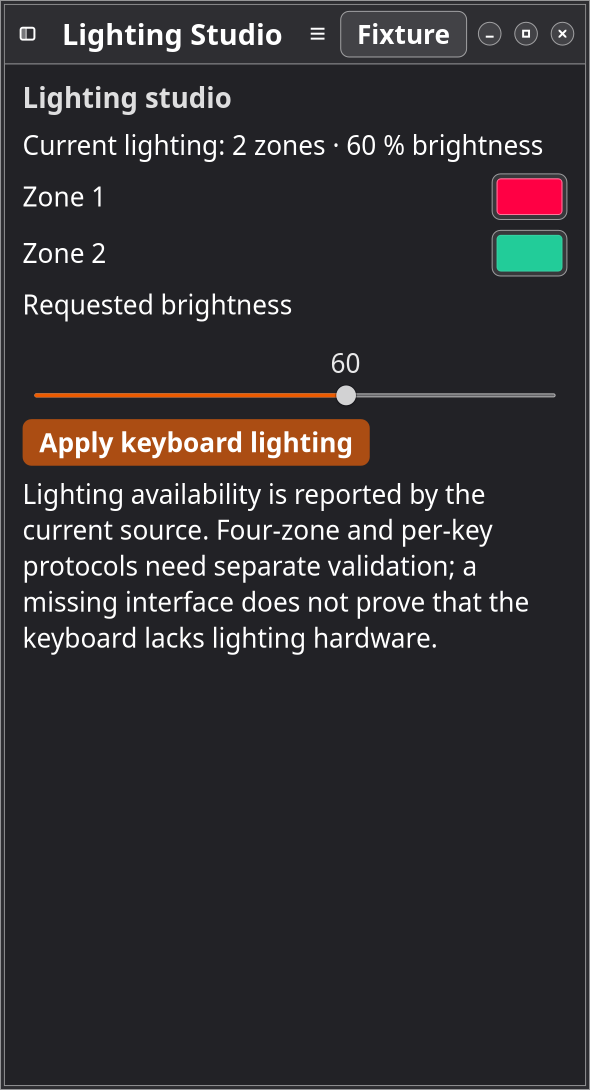 Lighting Studio
Fixture
Lighting studio
Current lighting: 2 zones · 60 % brightness
Zone 1
Zone 2
Requested brightness
60
Apply keyboard lighting
Lighting availability is reported by the
current source. Four-zone and per-key
protocols need separate validation; a
missing interface does not prove that the
keyboard lacks lighting hardware.